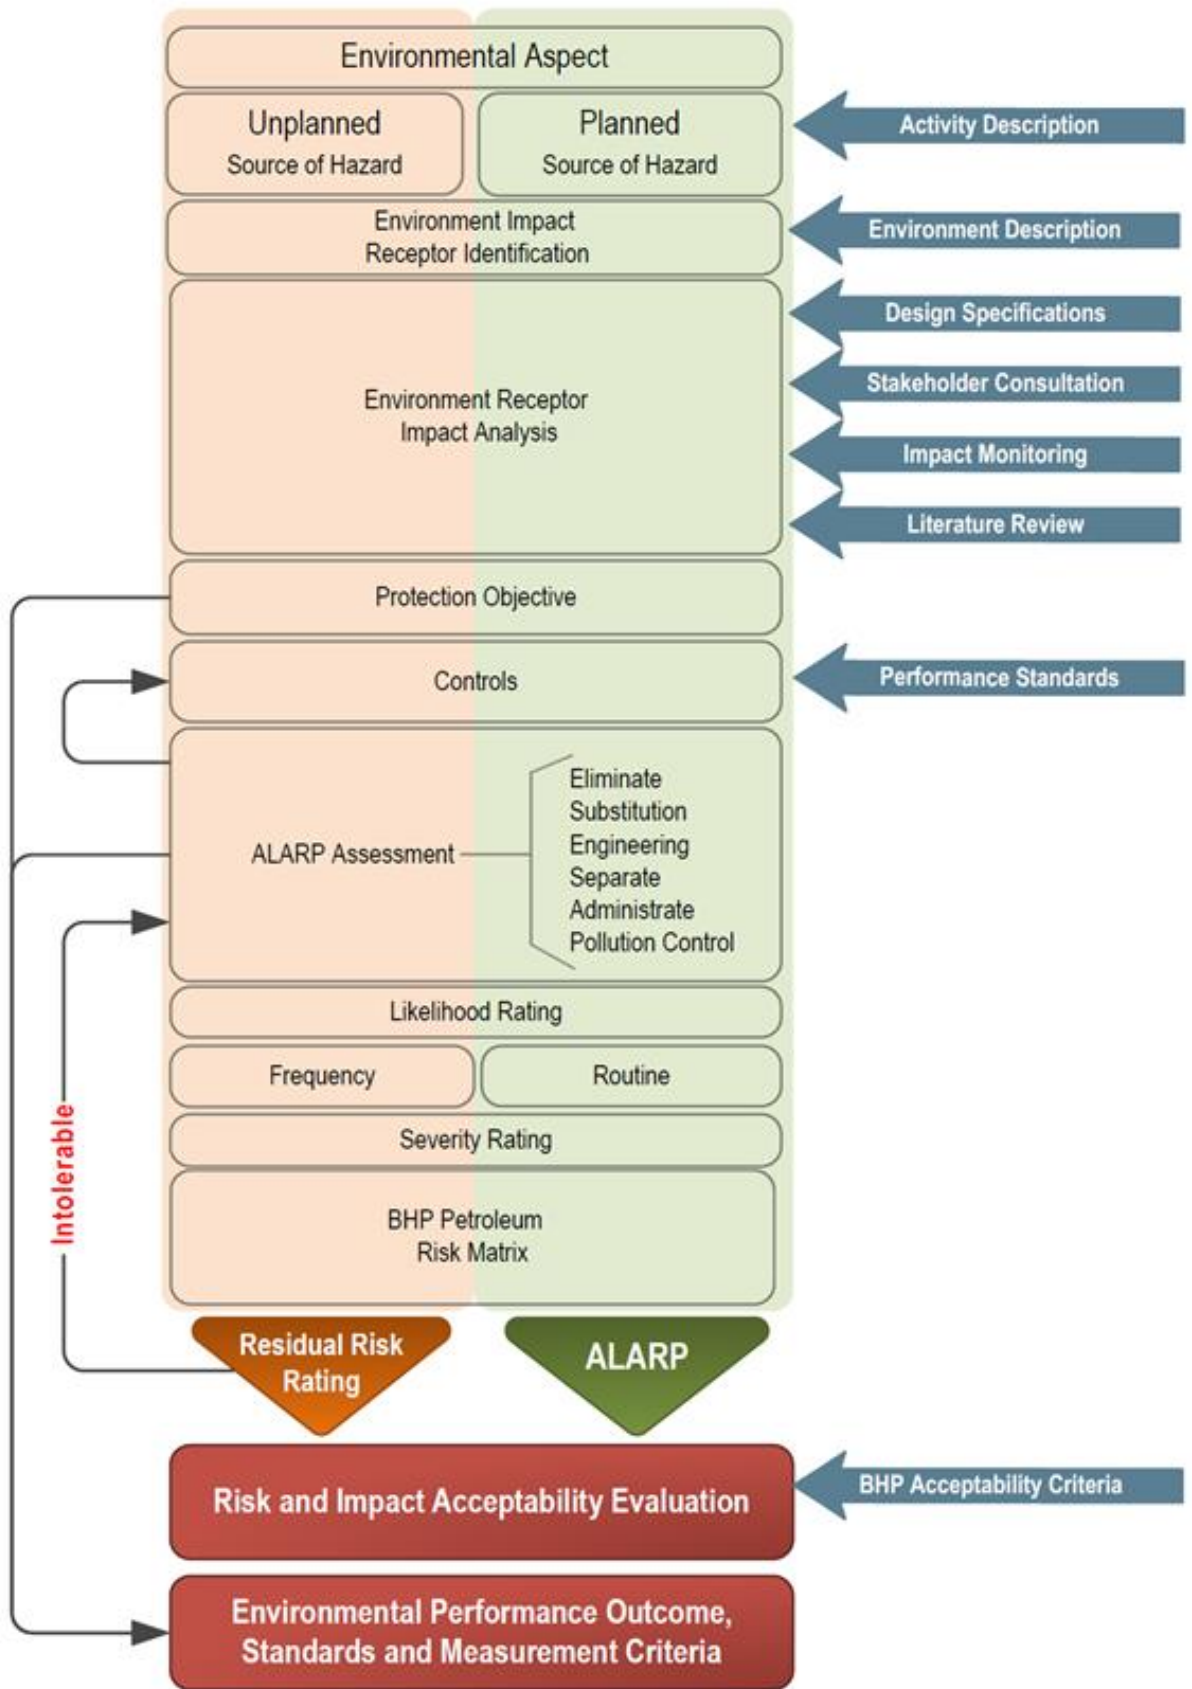 Environmental Aspect
Unplanned
Source of Hazard
Planned
Source of Hazard
Activity Description
Environment Impact
Receptor Identification
Environment Description
Design Specifications
Stakeholder Consultation
Environment Receptor
Impact Analysis
Impact Monitoring
Literature Review
Protection Objective
Controls
Performance Standards
ALARP Assessment
Eliminate
Substitution
Engineering
Separate
Administrate
Pollution Control
Likelihood Rating
Frequency
Routine
Severity Rating
Intolerable
BHP Petroleum
Risk Matrix
Residual Risk
Rating
ALARP
Risk and Impact Acceptability Evaluation
BHP Acceptability Criteria
Environmental Performance Outcome,
Standards and Measurement Criteria